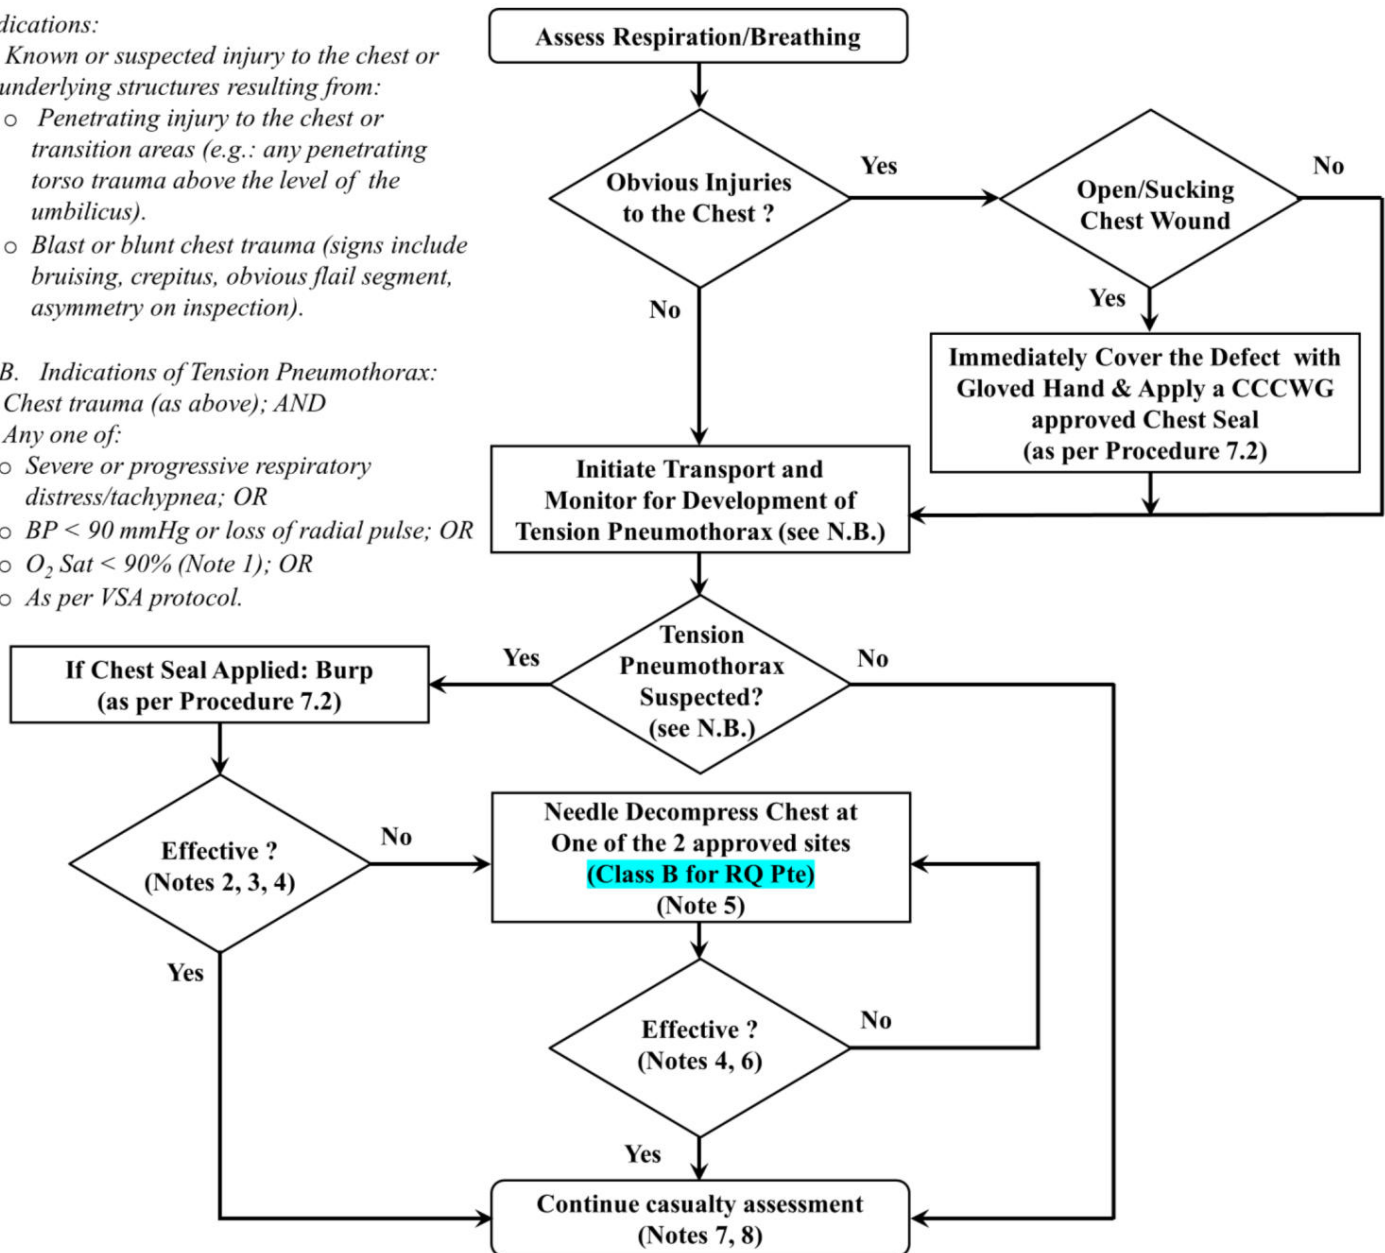 dications:
Known or suspected injury to the chest or
underlying structures resulting from:
o Penetrating injury to the chest or
transition areas (e.g.: any penetrating
torso trauma above the level of the
umbilicus).
o Blast or blunt chest trauma (signs include
bruising, crepitus, obvious flail segment,
asymmetry on inspection).
B. Indications of Tension Pneumothorax:
Chest trauma (as above); AND
Any one of:
o Severe or progressive respiratory
distress/tachypnea; OR
o BP < 90 mmHg or loss of radial pulse; OR
o O₂ Sat < 90% (Note 1); OR
o As per VSA protocol.
Assess Respiration/Breathing
Obvious Injuries
to the Chest ?
Yes
No
Open/Sucking
Chest Wound
No
Yes
Immediately Cover the Defect with
Gloved Hand & Apply a CCCWG
approved Chest Seal
(as per Procedure 7.2)
Initiate Transport and
Monitor for Development of
Tension Pneumothorax (see N.B.)
Tension
Pneumothorax
Suspected?
(see N.B.)
Yes
No
If Chest Seal Applied: Burp
(as per Procedure 7.2)
Effective ?
(Notes 2, 3, 4)
No
Yes
Needle Decompress Chest at
One of the 2 approved sites
(Class B for RQ Pte)
(Note 5)
Effective ?
(Notes 4, 6)
No
Yes
Continue casualty assessment
(Notes 7, 8)